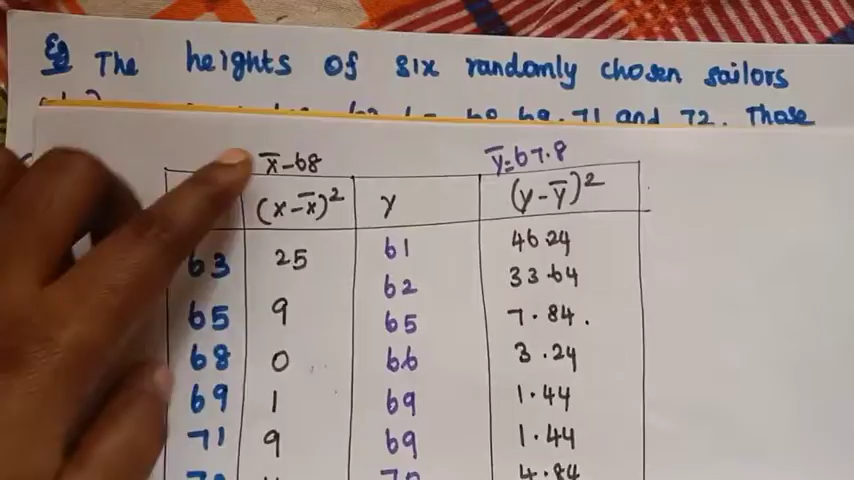 Eg The heights of six randomly chosen sailors
69, 71 and 72. Those
x̄-68 ȳ=67.8
(x-x̄)² y (y-ȳ)²
63 25 61 46.24
62 33.64
65 9 65 7.84.
68 0 66 3.24
69 1 69 1.44
71 9 69 1.44
70 4.84